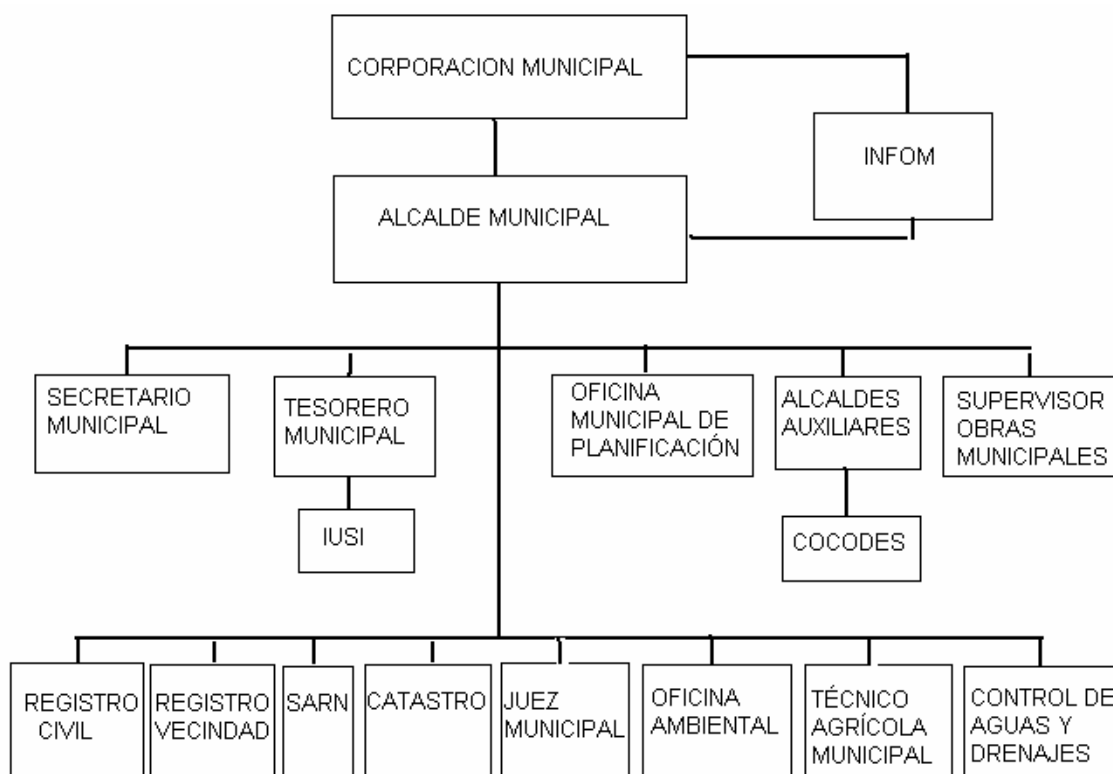 CORPORACION MUNICIPAL
INFOM
ALCALDE MUNICIPAL
SECRETARIO
MUNICIPAL
TESORERO
MUNICIPAL
OFICINA
MUNICIPAL DE
PLANIFICACIÓN
ALCALDES
AUXILIARES
SUPERVISOR
OBRAS
MUNICIPALES
IUSI
COCODES
REGISTRO
CIVIL
REGISTRO
VECINDAD
SARN
CATASTRO
JUEZ
MUNICIPAL
OFICINA
AMBIENTAL
TÉCNICO
AGRÍCOLA
MUNICIPAL
CONTROL DE
AGUAS Y
DRENAJES